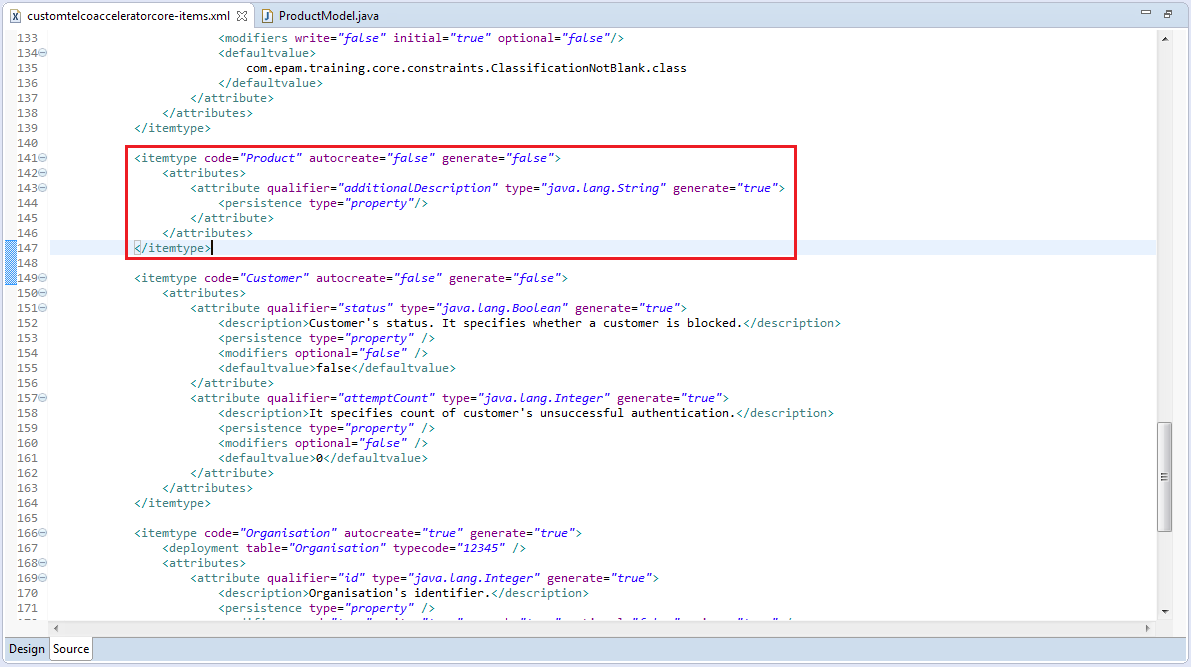 customtelcoacceleratorcore-items.xml ProductModel.java
133 <modifiers write="false" initial="true" optional="false"/>
134 <defaultvalue>
135 com.epam.training.core.constraints.ClassificationNotBlank.class
136 </defaultvalue>
137 </attribute>
138 </attributes>
139 </itemtype>
140
141 <itemtype code="Product" autocreate="false" generate="false">
142 <attributes>
143 <attribute qualifier="additionalDescription" type="java.lang.String" generate="true">
144 <persistence type="property"/>
145 </attribute>
146 </attributes>
147 </itemtype>
148
149 <itemtype code="Customer" autocreate="false" generate="false">
150 <attributes>
151 <attribute qualifier="status" type="java.lang.Boolean" generate="true">
152 <description>Customer's status. It specifies whether a customer is blocked.</description>
153 <persistence type="property" />
154 <modifiers optional="false" />
155 <defaultvalue>false</defaultvalue>
156 </attribute>
157 <attribute qualifier="attemptCount" type="java.lang.Integer" generate="true">
158 <description>It specifies count of customer's unsuccessful authentication.</description>
159 <persistence type="property" />
160 <modifiers optional="false" />
161 <defaultvalue>0</defaultvalue>
162 </attribute>
163 </attributes>
164 </itemtype>
165
166 <itemtype code="Organisation" autocreate="true" generate="true">
167 <deployment table="Organisation" typecode="12345" />
168 <attributes>
169 <attribute qualifier="id" type="java.lang.Integer" generate="true">
170 <description>Organisation's identifier.</description>
171 <persistence type="property" />
Design Source